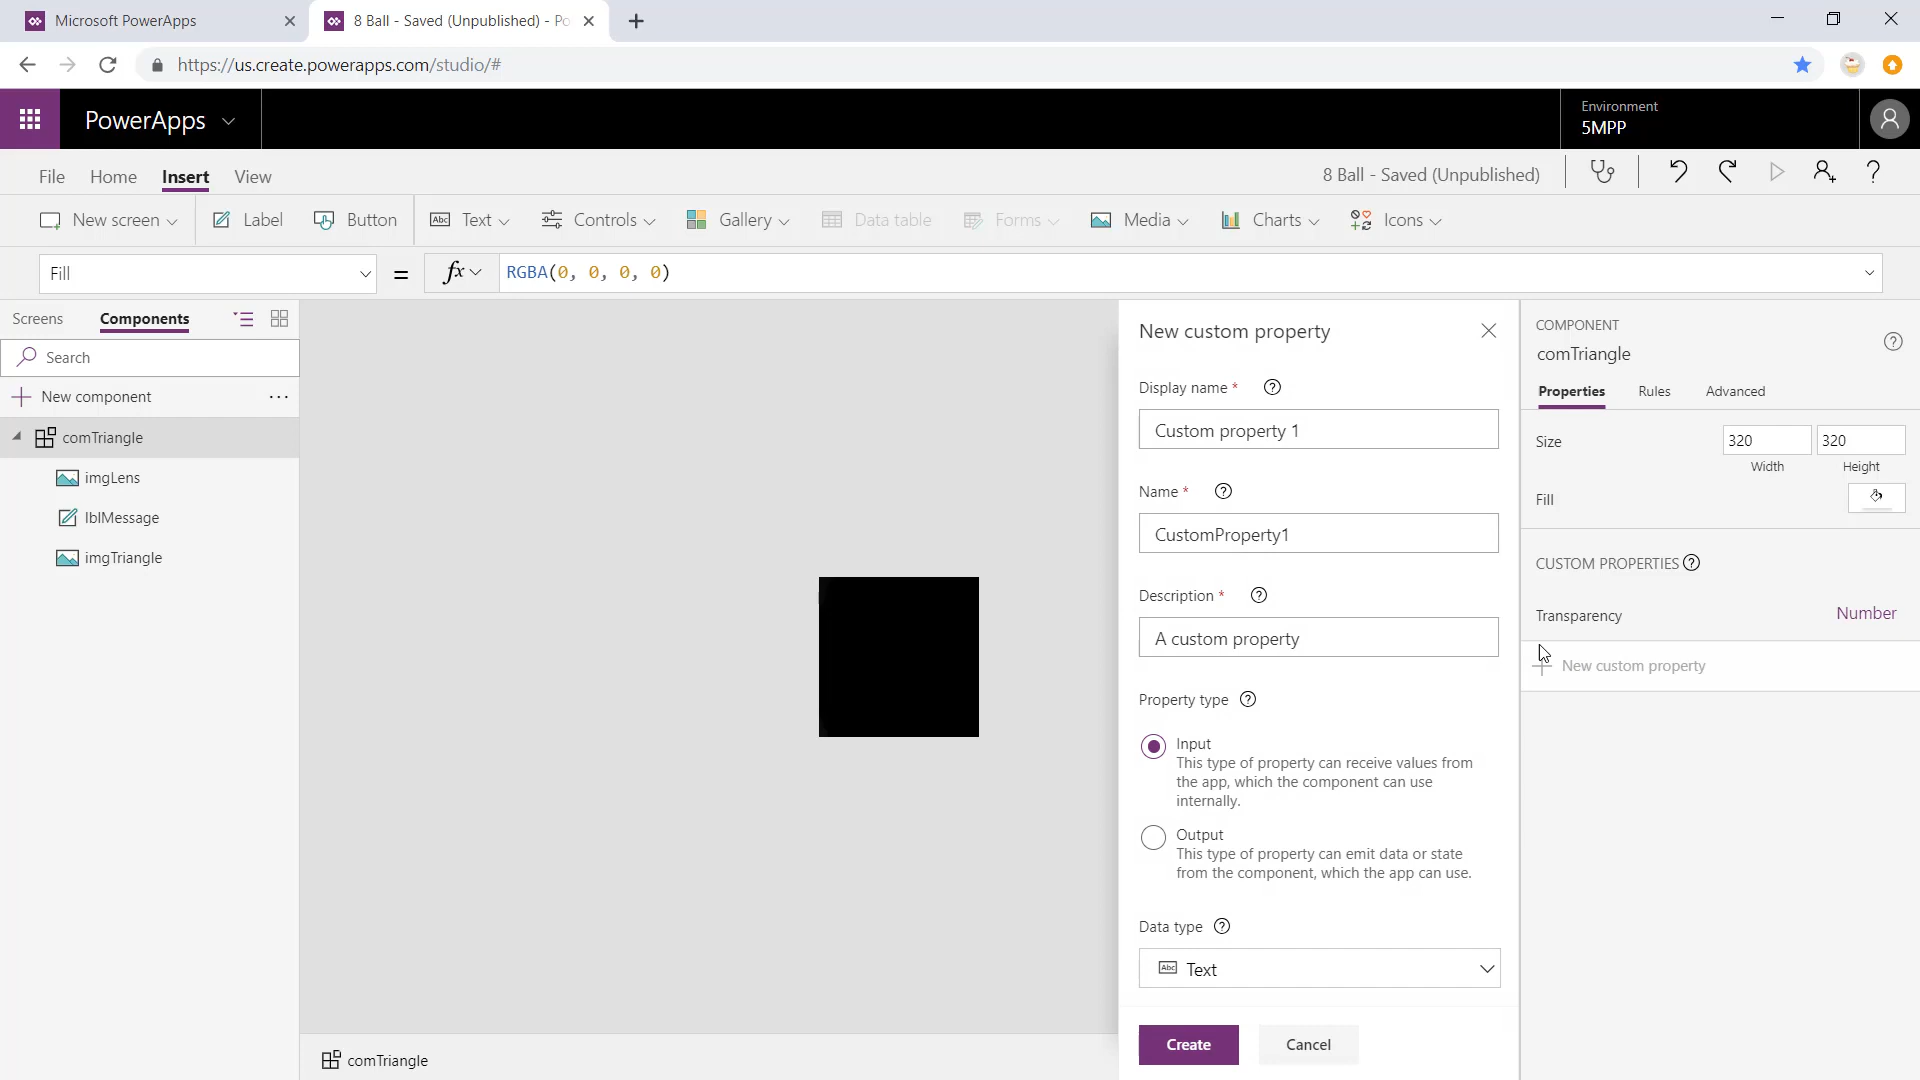 Microsoft PowerApps
8 Ball - Saved (Unpublished) - Po
https://us.create.powerapps.com/studio/#
PowerApps
Environment
5MPP
File Home Insert View
8 Ball - Saved (Unpublished)
New screen Label Button Abc Text Controls Gallery Data table Forms Media Charts Icons
Fill = fx RGBA(0, 0, 0, 0)
Screens Components
Search
New component
comTriangle
imgLens
lblMessage
imgTriangle
comTriangle
New custom property
Display name *
Custom property 1
Name *
CustomProperty1
Description *
A custom property
Property type
Input
This type of property can receive values from
the app, which the component can use
internally.
Output
This type of property can emit data or state
from the component, which the app can use.
Data type
Abc Text
Create Cancel
COMPONENT
comTriangle
Properties Rules Advanced
Size 320 320
Width Height
Fill
CUSTOM PROPERTIES
Transparency Number
New custom property